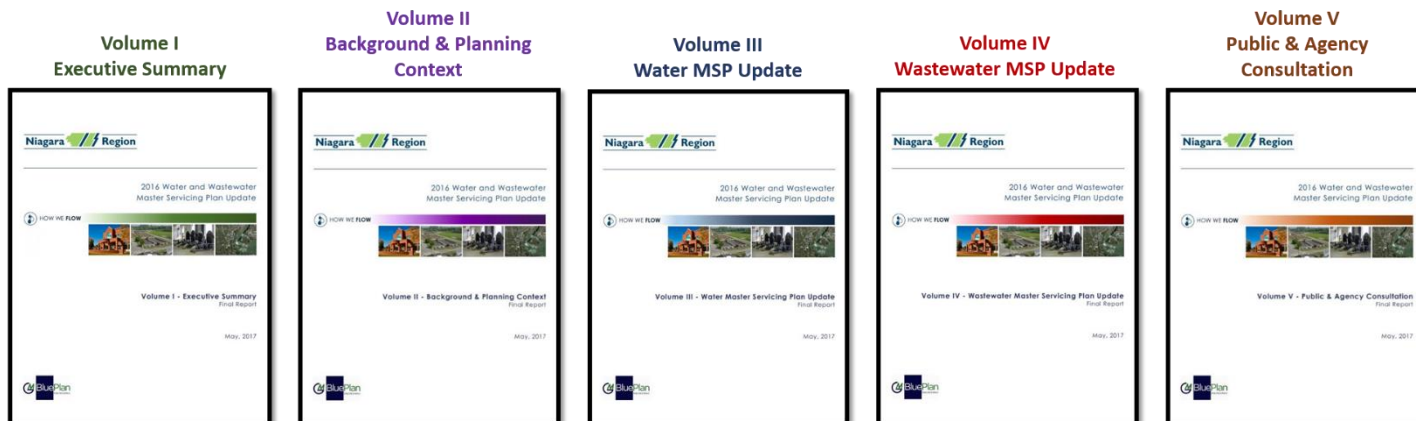 Volume I
Executive Summary
Niagara Region
2016 Water and Wastewater
Master Servicing Plan Update
HOW WE FLOW
Volume I - Executive Summary
Final Report
May, 2017
BluePlan
Volume II
Background & Planning
Context
Niagara Region
2016 Water and Wastewater
Master Servicing Plan Update
HOW WE FLOW
Volume II - Background & Planning Context
Final Report
May, 2017
BluePlan
Volume III
Water MSP Update
Niagara Region
2016 Water and Wastewater
Master Servicing Plan Update
HOW WE FLOW
Volume III - Water Master Servicing Plan Update
Final Report
May, 2017
BluePlan
Volume IV
Wastewater MSP Update
Niagara Region
2016 Water and Wastewater
Master Servicing Plan Update
HOW WE FLOW
Volume IV - Wastewater Master Servicing Plan Update
Final Report
May, 2017
BluePlan
Volume V
Public & Agency
Consultation
Niagara Region
2016 Water and Wastewater
Master Servicing Plan Update
HOW WE FLOW
Volume V - Public & Agency Consultation
Final Report
May, 2017
BluePlan